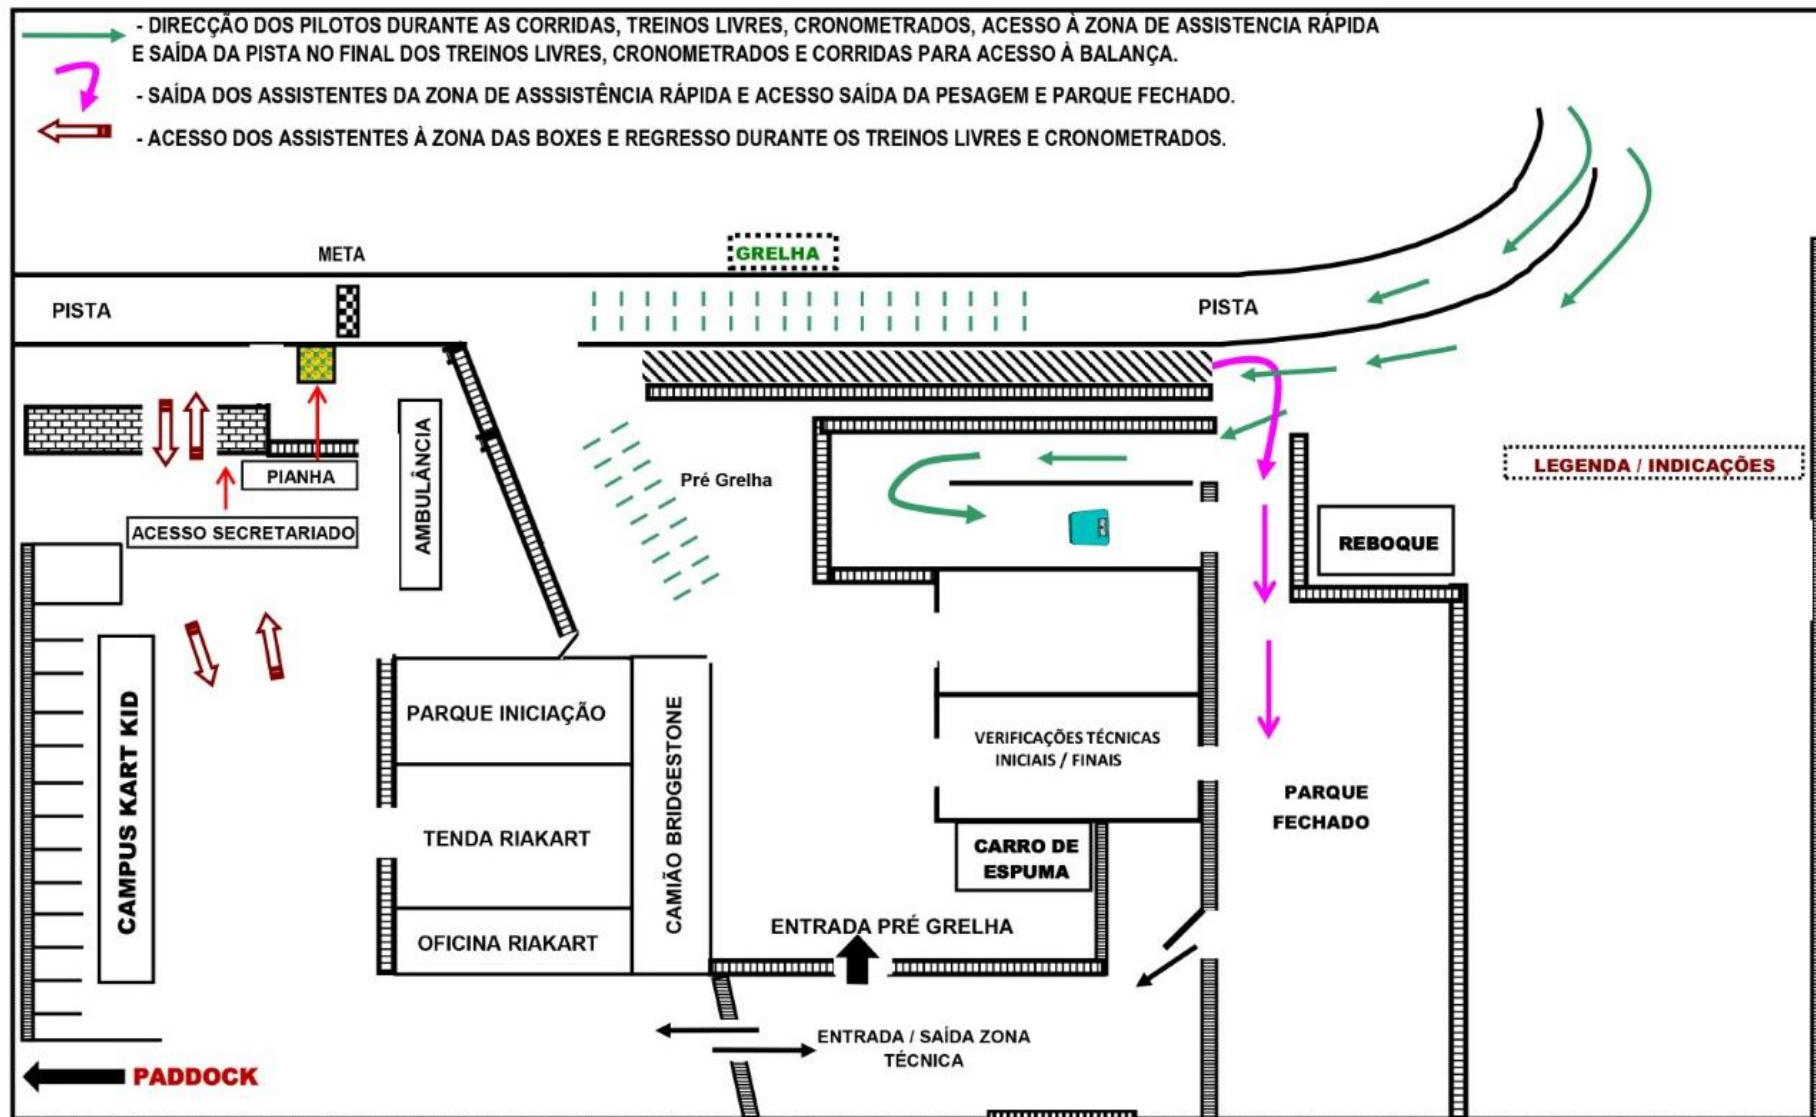 - DIRECÇÃO DOS PILOTOS DURANTE AS CORRIDAS, TREINOS LIVRES, CRONOMETRADOS, ACESSO À ZONA DE ASSISTENCIA RÁPIDA
E SAÍDA DA PISTA NO FINAL DOS TREINOS LIVRES, CRONOMETRADOS E CORRIDAS PARA ACESSO À BALANÇA.
- SAÍDA DOS ASSISTENTES DA ZONA DE ASSSISTÊNCIA RÁPIDA E ACESSO SAÍDA DA PESAGEM E PARQUE FECHADO.
- ACESSO DOS ASSISTENTES À ZONA DAS BOXES E REGRESSO DURANTE OS TREINOS LIVRES E CRONOMETRADOS.
META
GRELHA
PISTA
PISTA
AMBULÂNCIA
PIANHA
Pré Grelha
LEGENDA / INDICAÇÕES
ACESSO SECRETARIADO
REBOQUE
CAMPUS KART KID
PARQUE INICIAÇÃO
CAMIÃO BRIDGESTONE
VERIFICAÇÕES TÉCNICAS
INICIAIS / FINAIS
PARQUE
FECHADO
TENDA RIAKART
CARRO DE
ESPUMA
OFICINA RIAKART
ENTRADA PRÉ GRELHA
ENTRADA / SAÍDA ZONA
TÉCNICA
PADDOCK